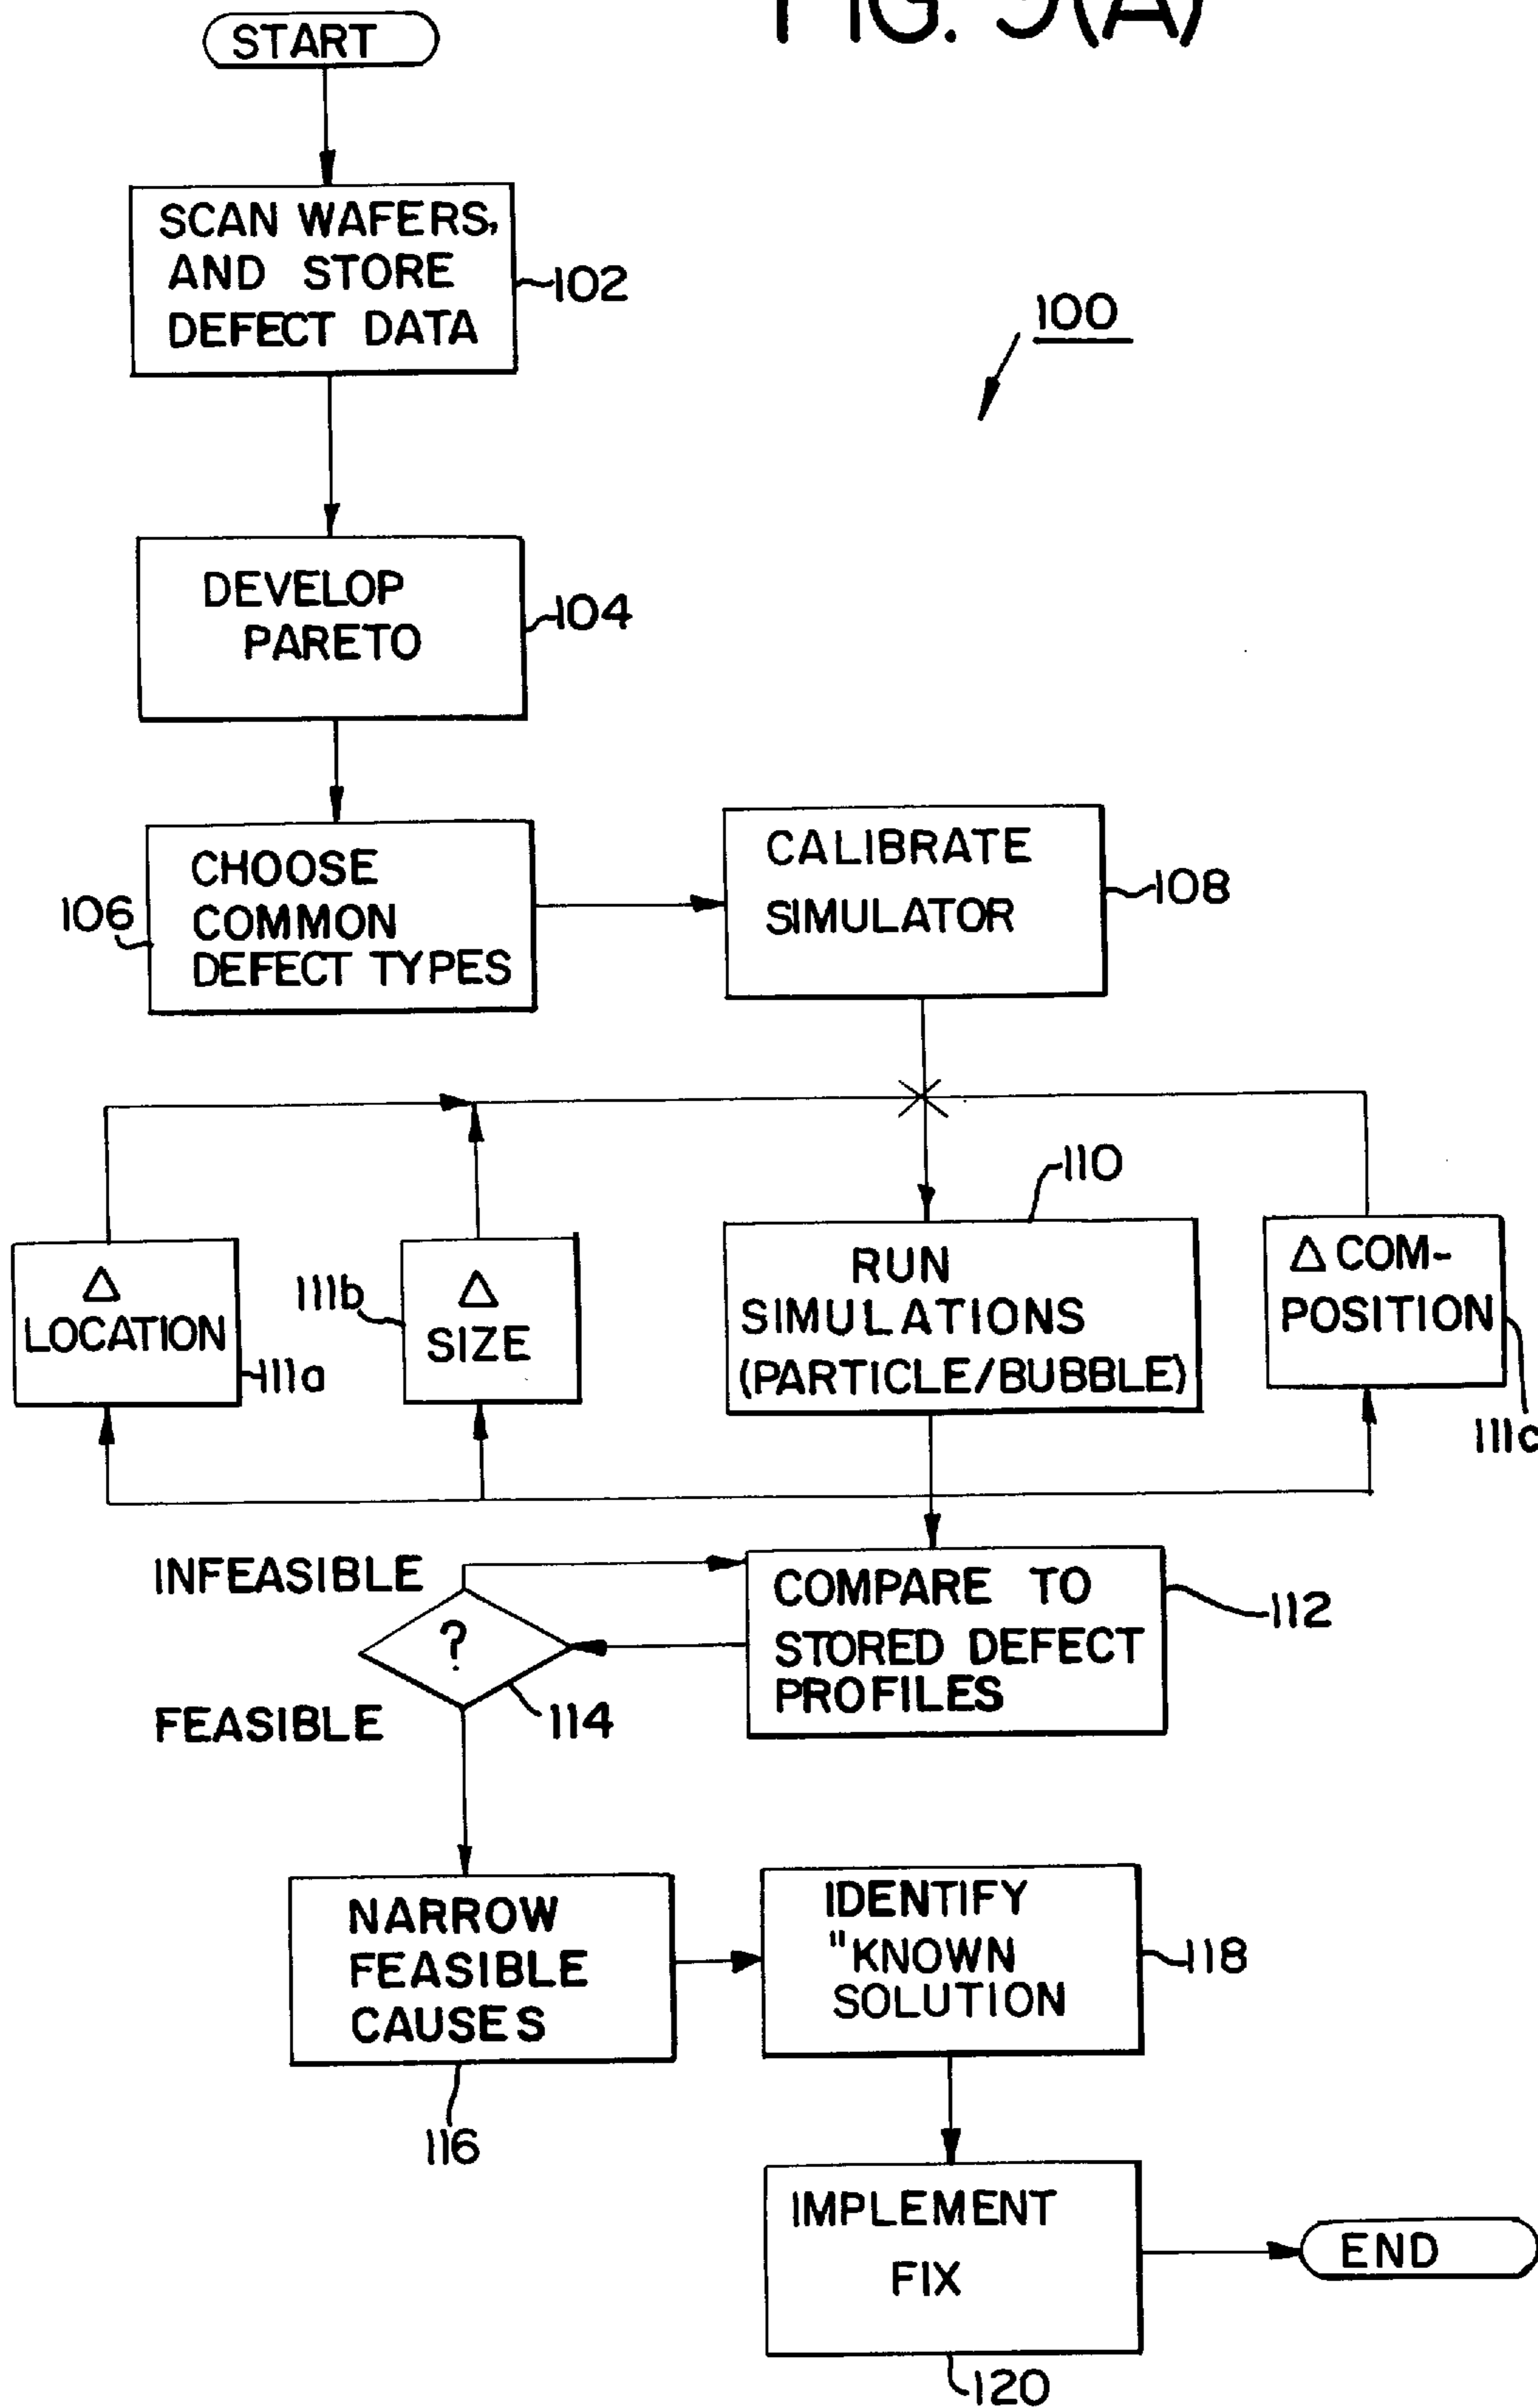 FIG. 9(A)
START
SCAN WAFERS,
AND STORE
DEFECT DATA
102
100
DEVELOP
PARETO
104
CHOOSE
COMMON
DEFECT TYPES
106
CALIBRATE
SIMULATOR
108
110
Δ
LOCATION
111a
111b
Δ
SIZE
RUN
SIMULATIONS
(PARTICLE/BUBBLE)
Δ COM-
POSITION
111c
INFEASIBLE
?
FEASIBLE
114
COMPARE TO
STORED DEFECT
PROFILES
112
NARROW
FEASIBLE
CAUSES
116
IDENTIFY
"KNOWN
SOLUTION
118
IMPLEMENT
FIX
120
END